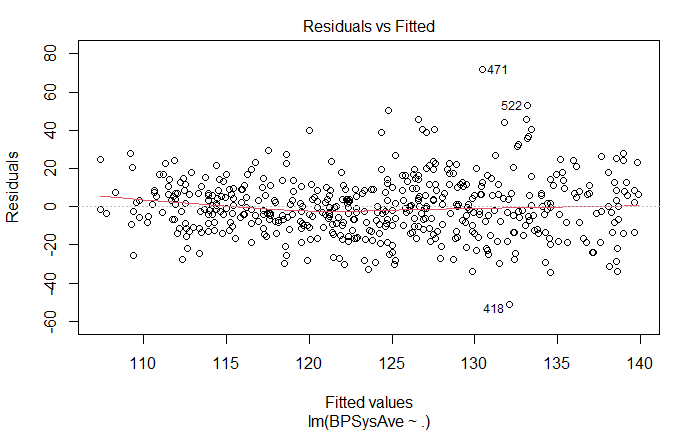 Residuals vs Fitted
80
60
40
20
0
-20
-40
-60
Residuals
471
522
418
110 115 120 125 130 135 140
Fitted values
lm(BPSysAve ~ .)